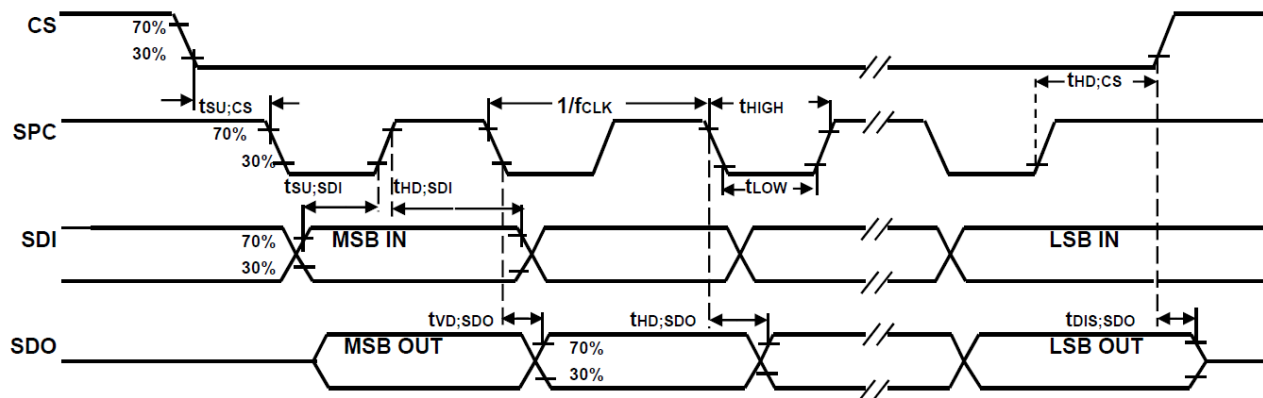 CS 70%
30%
tSU;CS 1/fCLK tHIGH tHD;CS
SPC 70%
30%
tSU;SDI tHD;SDI tLOW
SDI 70% MSB IN LSB IN
30%
tVD;SDO tHD;SDO tDIS;SDO
SDO MSB OUT 70% LSB OUT
30%